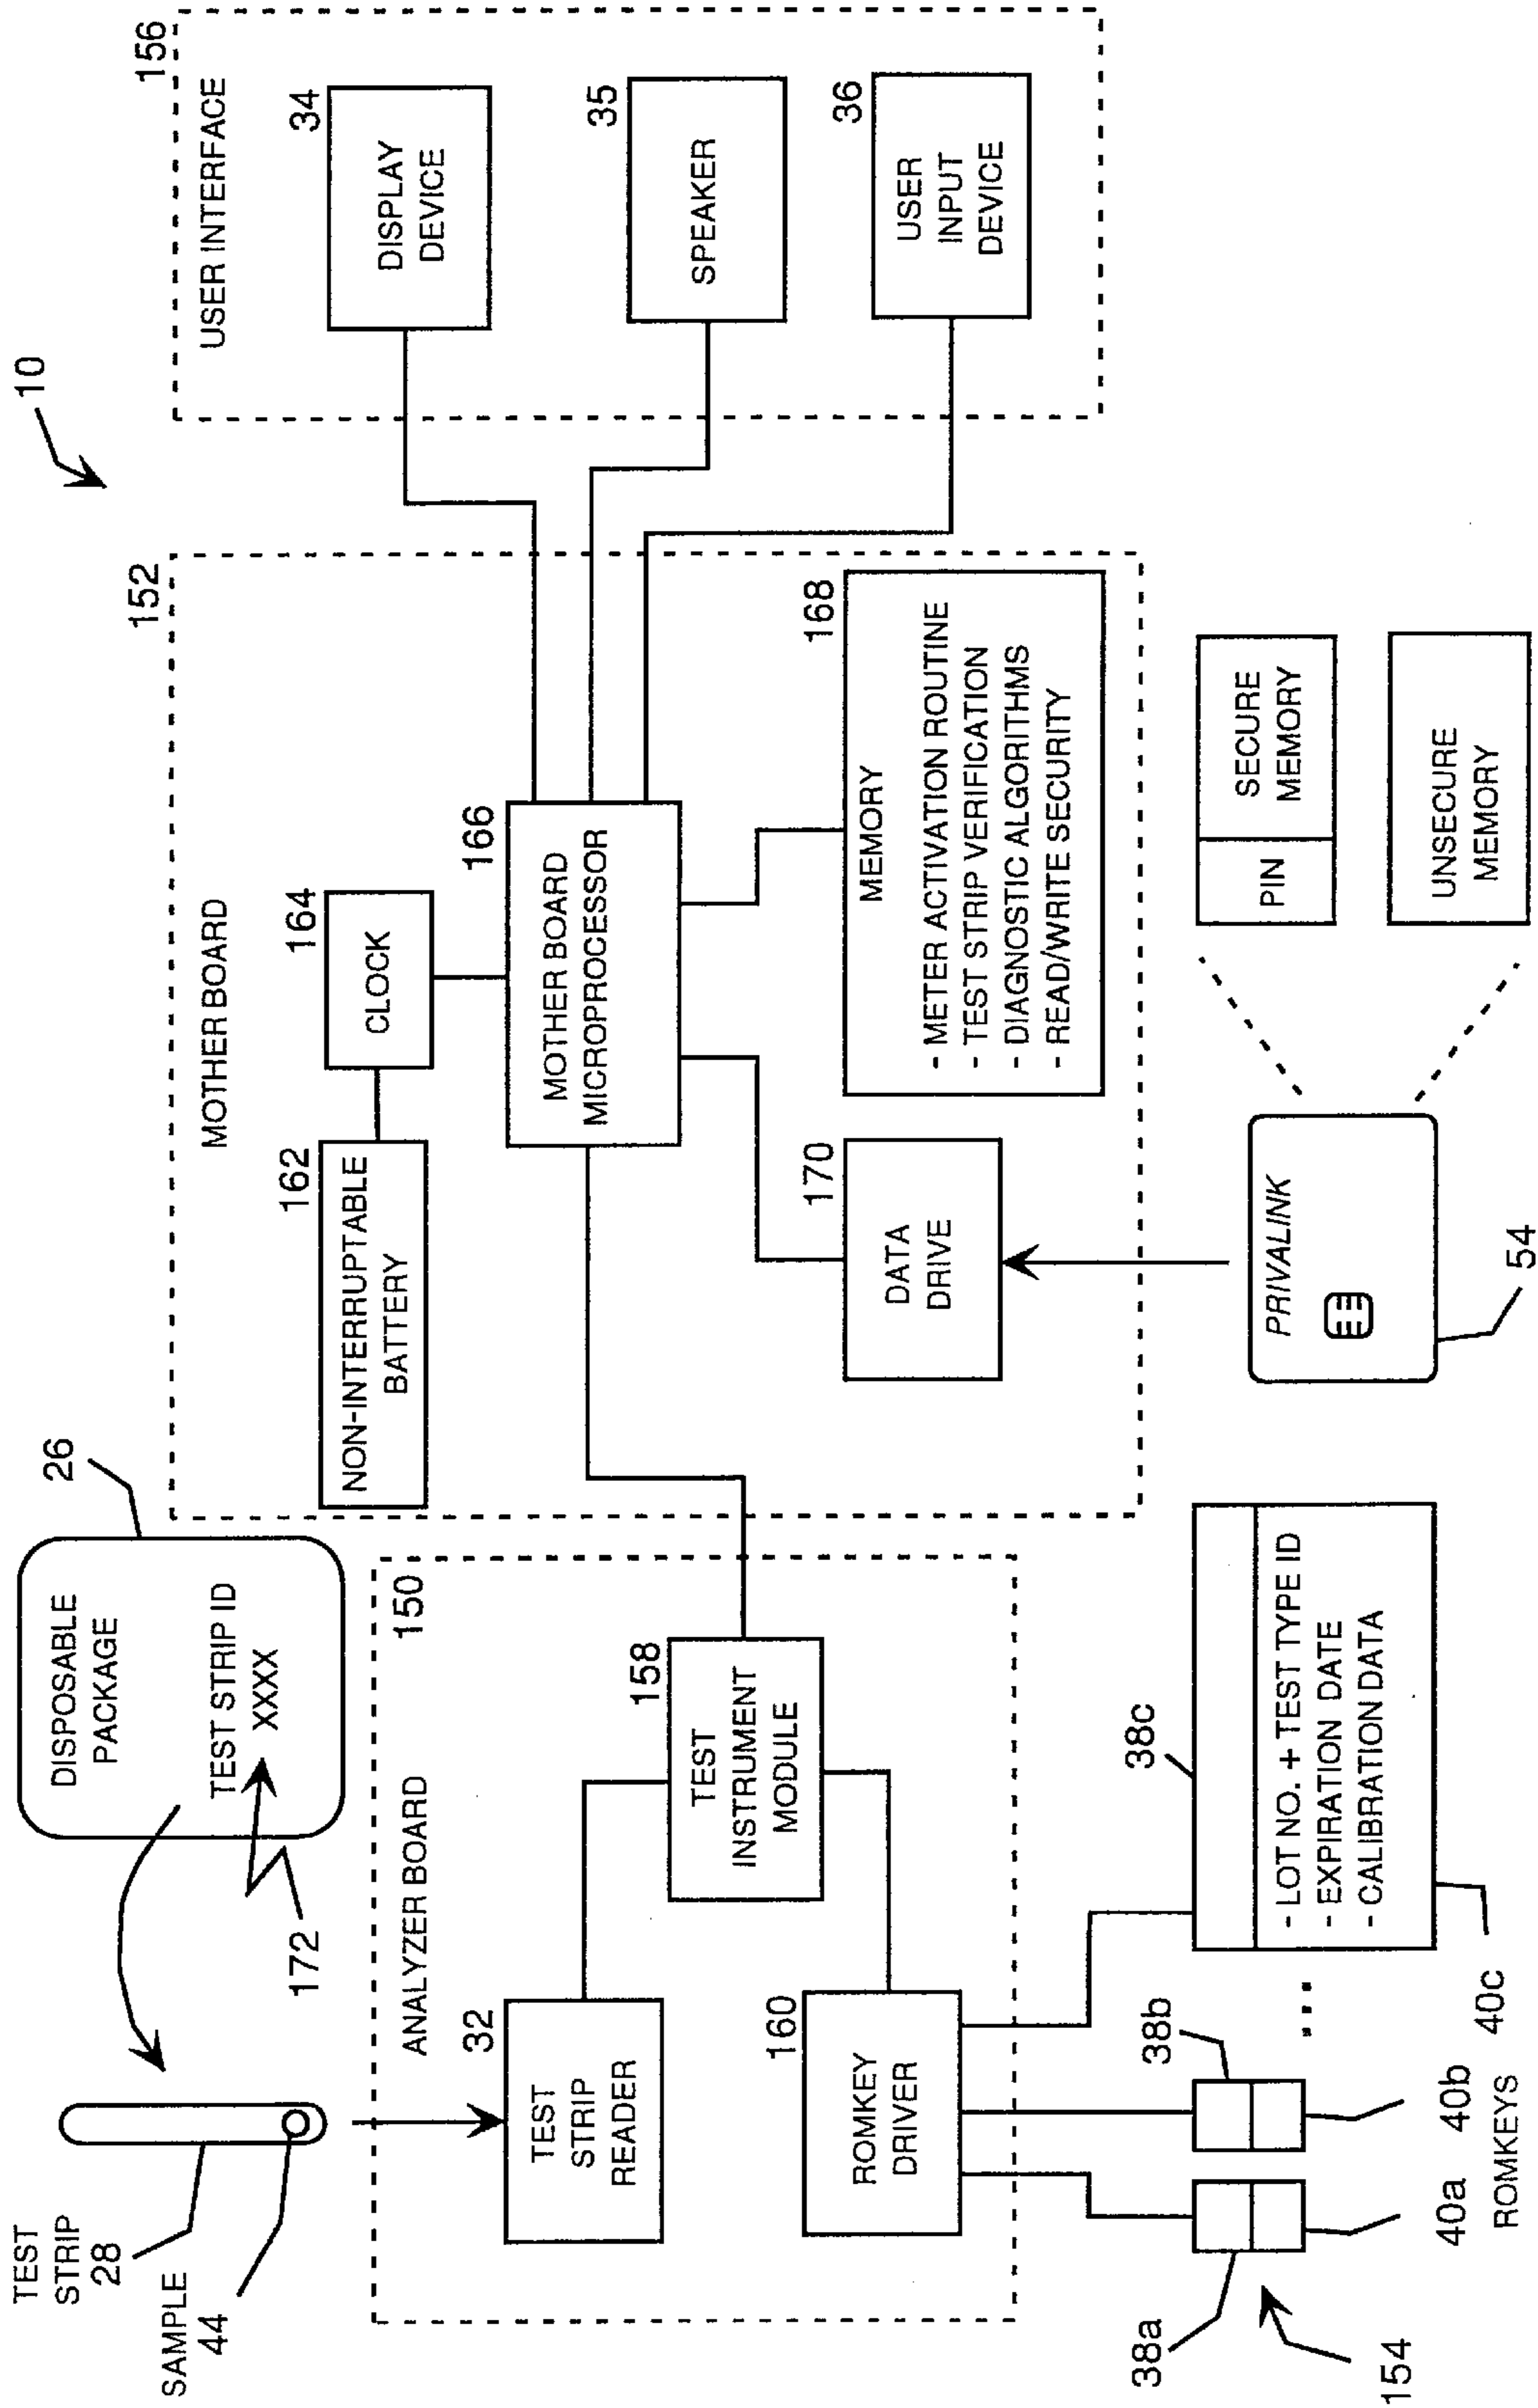 10
TEST
STRIP
28
SAMPLE
44
DISPOSABLE
PACKAGE
TEST STRIP ID
XXXX
26
172
150
ANALYZER BOARD
32
TEST
STRIP
READER
158
TEST
INSTRUMENT
MODULE
160
ROMKEY
DRIVER
38a
38b
38c
- LOT NO. + TEST TYPE ID
- EXPIRATION DATE
- CALIBRATION DATA
...
154
40a
40b
40c
ROMKEYS
152
MOTHER BOARD
162
NON-INTERRUPTABLE
BATTERY
164
CLOCK
166
MOTHER BOARD
MICROPROCESSOR
170
DATA
DRIVE
168
MEMORY
- METER ACTIVATION ROUTINE
- TEST STRIP VERIFICATION
- DIAGNOSTIC ALGORITHMS
- READ/WRITE SECURITY
PRIVALINK
54
PIN
SECURE
MEMORY
UNSECURE
MEMORY
156
USER INTERFACE
34
DISPLAY
DEVICE
35
SPEAKER
36
USER
INPUT
DEVICE